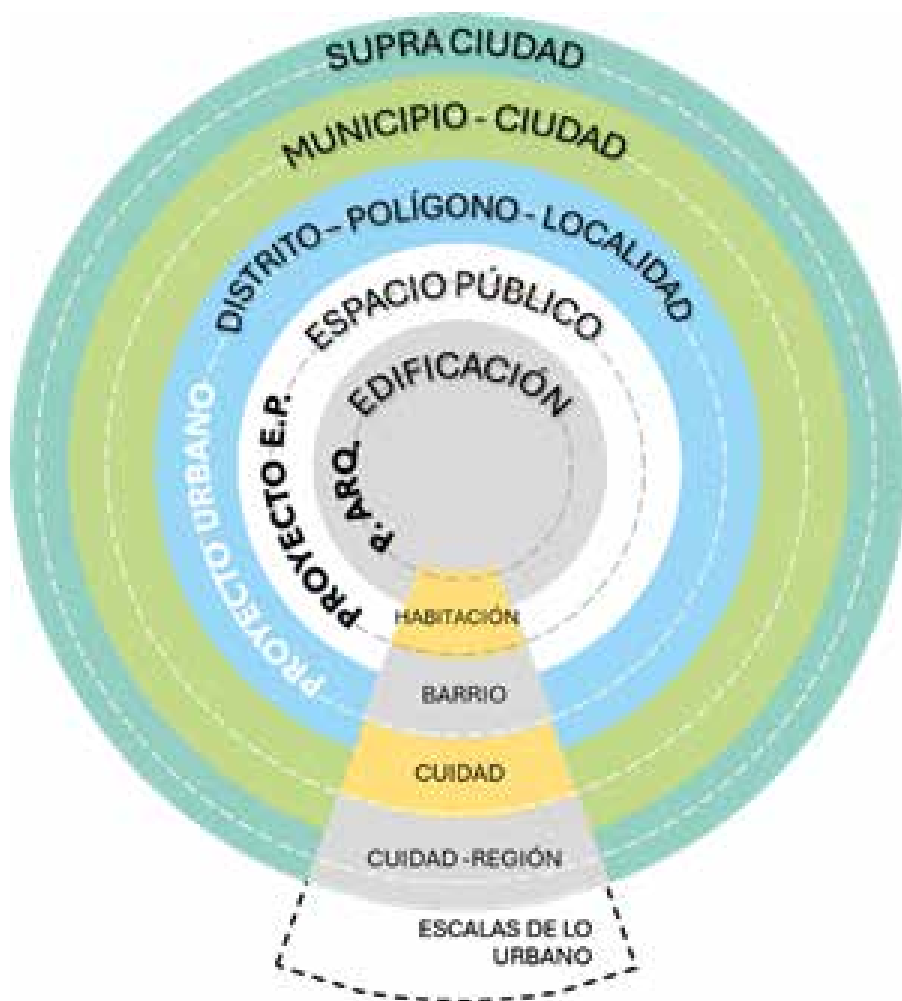 SUPRA CIUDAD
MUNICIPIO - CIUDAD
DISTRITO – POLÍGONO - LOCALIDAD
ESPACIO PÚBLICO
EDIFICACIÓN
PROYECTO URBANO
PROYECTO E.P.
P. ARQ.
HABITACIÓN
BARRIO
CUIDAD
CUIDAD -REGIÓN
ESCALAS DE LO
URBANO